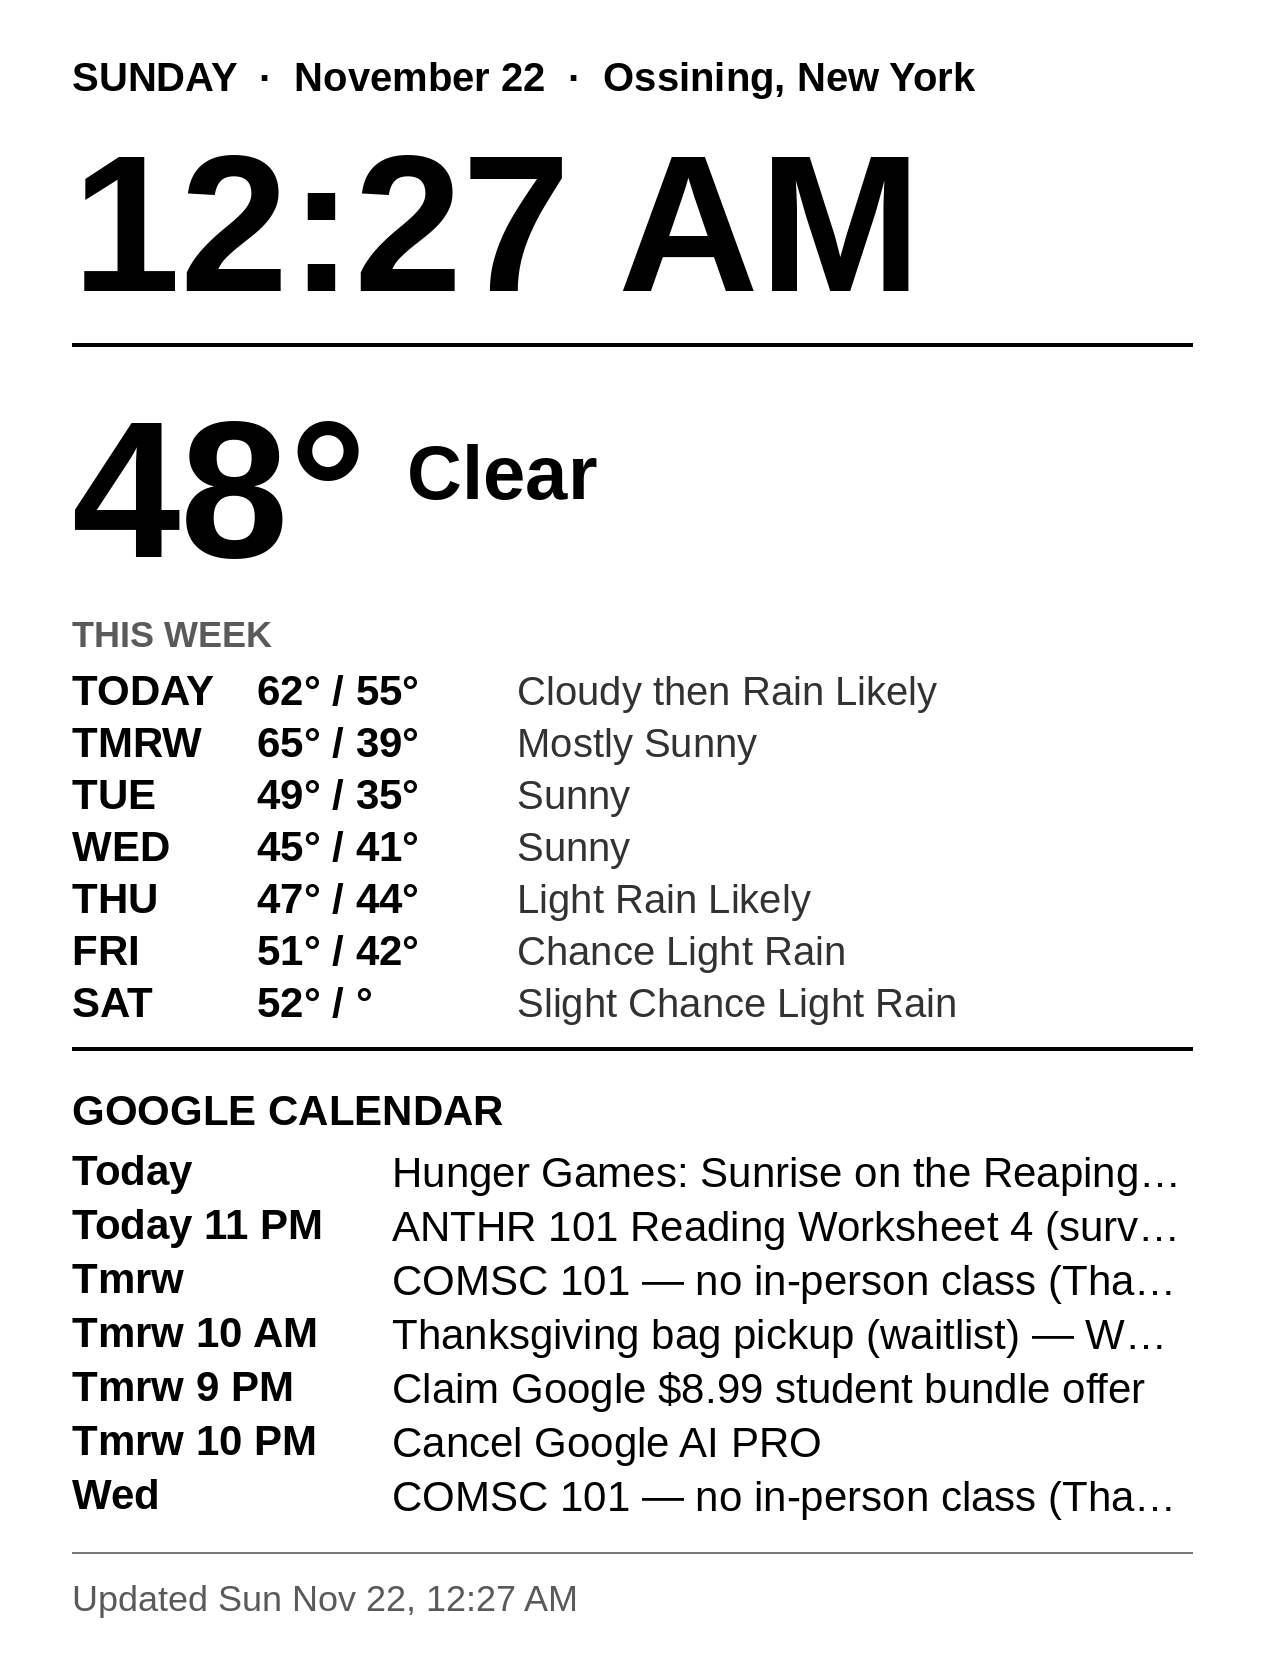 SUNDAY · November 22 · Ossining, New York
12:27 AM
48° Clear
THIS WEEK
TODAY 62° / 55° Cloudy then Rain Likely
TMRW 65° / 39° Mostly Sunny
TUE 49° / 35° Sunny
WED 45° / 41° Sunny
THU 47° / 44° Light Rain Likely
FRI 51° / 42° Chance Light Rain
SAT 52° / ° Slight Chance Light Rain
GOOGLE CALENDAR
Today Hunger Games: Sunrise on the Reaping…
Today 11 PM ANTHR 101 Reading Worksheet 4 (surv…
Tmrw COMSC 101 — no in-person class (Tha…
Tmrw 10 AM Thanksgiving bag pickup (waitlist) — W…
Tmrw 9 PM Claim Google $8.99 student bundle offer
Tmrw 10 PM Cancel Google AI PRO
Wed COMSC 101 — no in-person class (Tha…
Updated Sun Nov 22, 12:27 AM